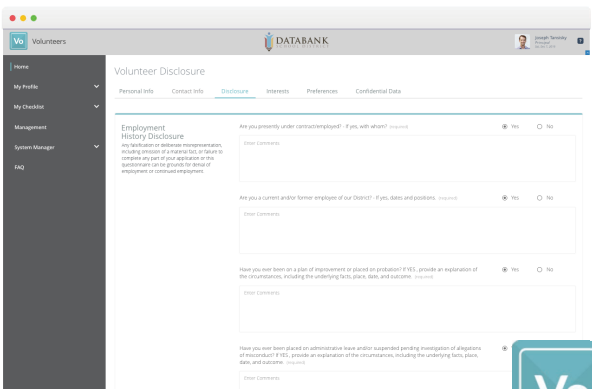 Vo Volunteers
DATABANK
SCHOOL DISTRICT
Joseph Tansley
Principal
Home
My Profile
My Checklist
Management
System Manager
FAQ
Volunteer Disclosure
Personal Info Contact Info Disclosure Interests Preferences Confidential Data
Employment
History Disclosure
Any falsification or deliberate misrepresentation,
including omission of a material fact, or failure to
complete any part of your application or this
questionnaire can be grounds for denial of
employment or continued employment
Are you presently under contract/employed? - If yes, with whom? (required) Yes No
Enter Comments
Are you a current and/or former employee of our District? - If yes, dates and positions. (required) Yes No
Enter Comments
Have you ever been on a plan of improvement or placed on probation? If YES , provide an explanation of Yes No
the circumstances, including the underlying facts, place, date, and outcome (required)
Enter Comments
Have you ever been placed on administrative leave and/or suspended pending investigation of allegations
of misconduct? If YES , provide an explanation of the circumstances, including the underlying facts, place,
date, and outcome (required)
Enter Comments
Vo